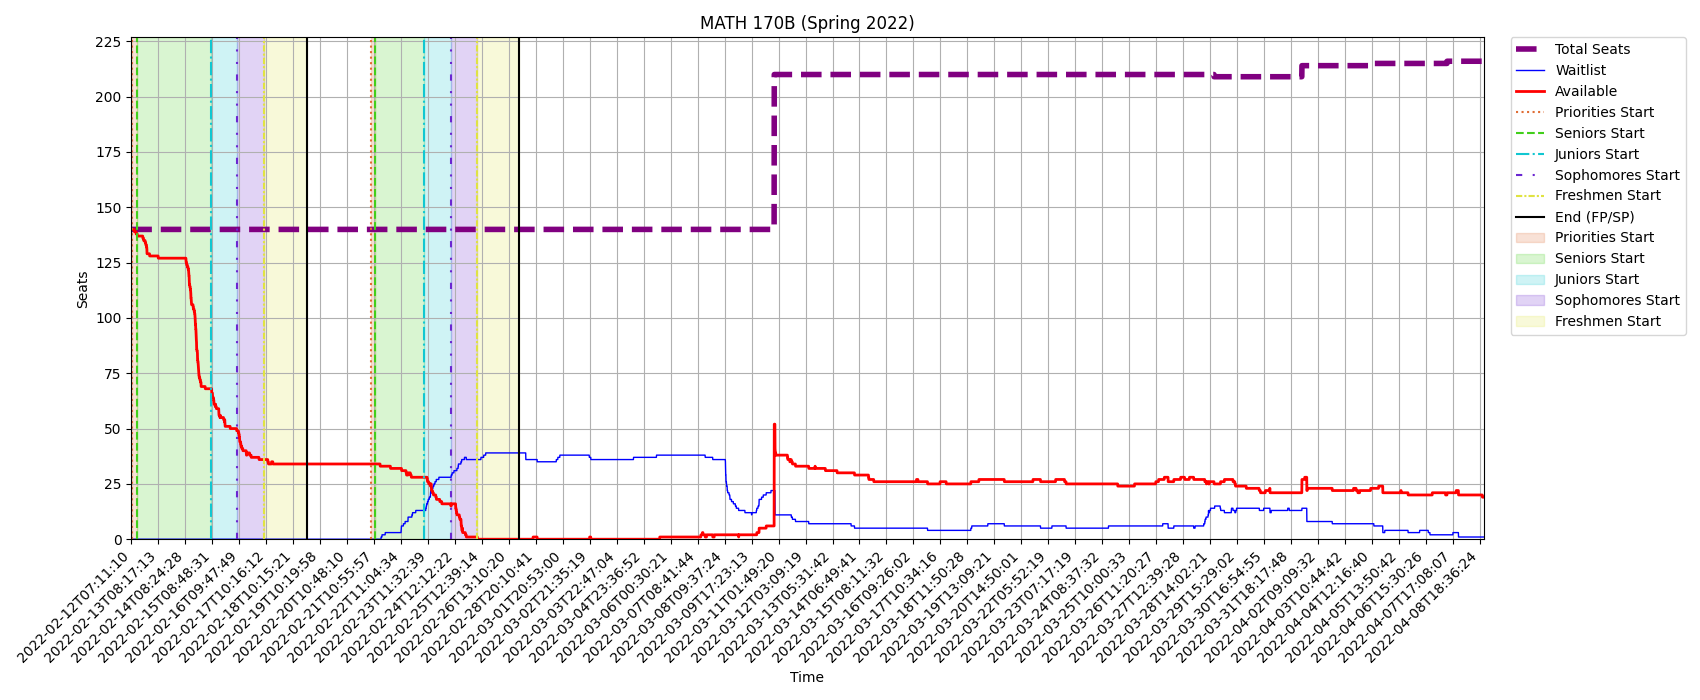 MATH 170B (Spring 2022)
225
200
175
150
125
100
75
50
25
0
Seats
2022-02-12T07:11:10
2022-02-13T08:17:13
2022-02-14T08:24:28
2022-02-15T08:48:31
2022-02-16T09:47:49
2022-02-17T10:16:12
2022-02-18T10:15:21
2022-02-19T10:19:58
2022-02-20T10:48:16
2022-02-21T10:55:57
2022-02-22T11:04:34
2022-02-23T11:32:39
2022-02-24T12:12:22
2022-02-25T12:39:14
2022-02-26T13:10:20
2022-02-28T20:10:41
2022-03-01T20:53:00
2022-03-02T21:35:19
2022-03-03T22:47:04
2022-03-04T23:36:52
2022-03-06T00:30:21
2022-03-07T08:41:44
2022-03-08T09:37:24
2022-03-09T17:23:13
2022-03-11T01:49:20
2022-03-12T03:09:19
2022-03-13T05:31:42
2022-03-14T06:49:41
2022-03-15T08:11:32
2022-03-16T09:26:02
2022-03-17T10:34:16
2022-03-18T11:50:28
2022-03-19T13:09:21
2022-03-20T14:50:01
2022-03-22T05:52:19
2022-03-23T07:17:19
2022-03-24T08:37:32
2022-03-25T10:00:33
2022-03-26T11:20:27
2022-03-27T12:39:28
2022-03-28T14:02:21
2022-03-29T15:29:02
2022-03-30T16:54:55
2022-03-31T18:17:48
2022-04-02T09:09:32
2022-04-03T10:44:42
2022-04-04T12:16:40
2022-04-05T13:50:42
2022-04-06T15:30:26
2022-04-07T17:08:07
2022-04-08T18:36:24
Time
Total Seats
Waitlist
Available
Priorities Start
Seniors Start
Juniors Start
Sophomores Start
Freshmen Start
End (FP/SP)
Priorities Start
Seniors Start
Juniors Start
Sophomores Start
Freshmen Start